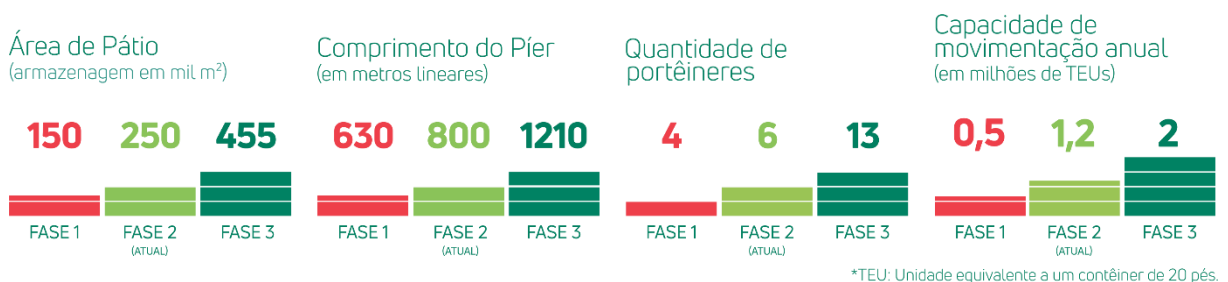 Área de Pátio
(armazenagem em mil m²)
150 250 455
FASE 1 FASE 2 FASE 3
(ATUAL)
Comprimento do Píer
(em metros lineares)
630 800 1210
FASE 1 FASE 2 FASE 3
(ATUAL)
Quantidade de
portêineres
4 6 13
FASE 1 FASE 2 FASE 3
(ATUAL)
Capacidade de
movimentação anual
(em milhões de TEUs)
0,5 1,2 2
FASE 1 FASE 2 FASE 3
(ATUAL)
*TEU: Unidade equivalente a um contêiner de 20 pés.